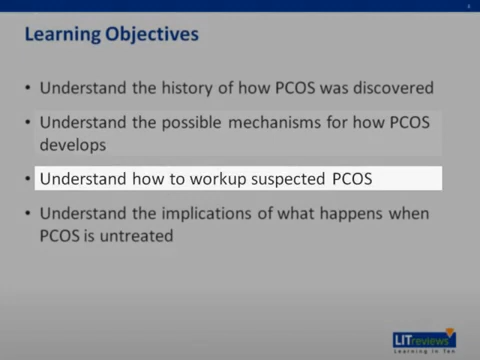 Learning Objectives
• Understand the history of how PCOS was discovered
• Understand the possible mechanisms for how PCOS
develops
• Understand how to workup suspected PCOS
• Understand the implications of what happens when
PCOS is untreated
LITreviews
Learning in Ten